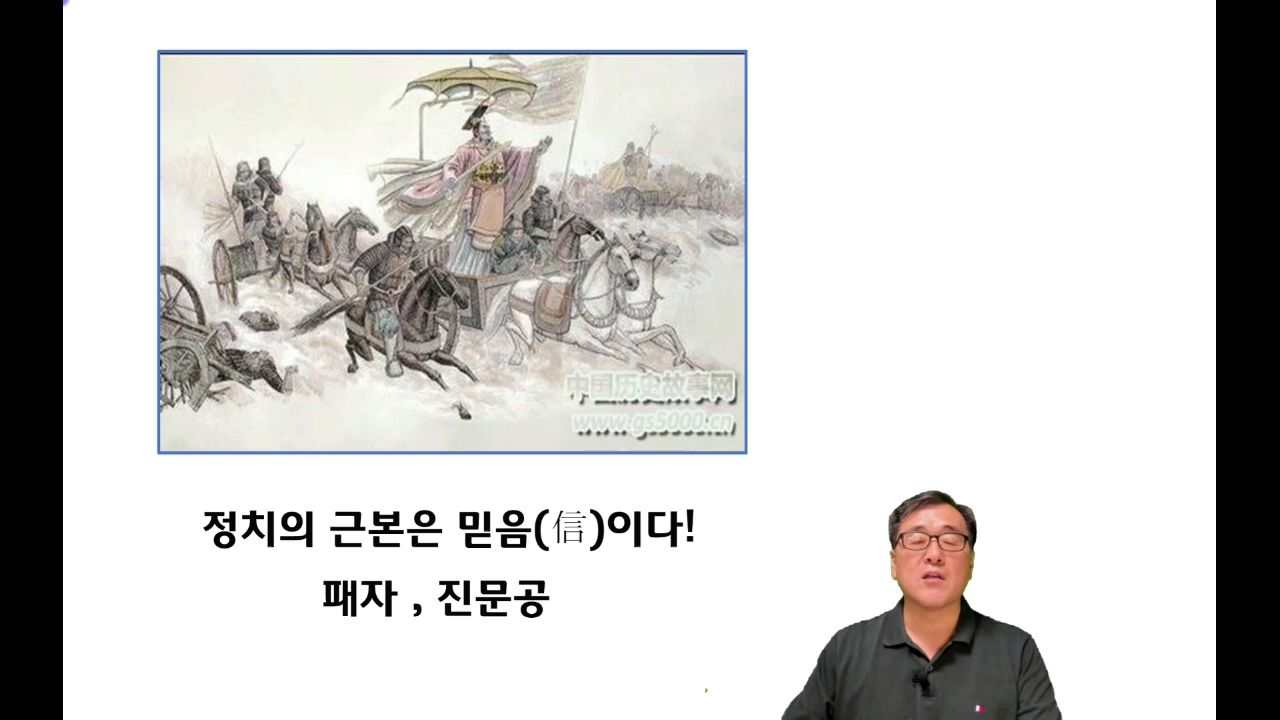 中国历史故事网
www.gs5000.cn
정치의 근본은 믿음(信)이다!
패자 , 진문공